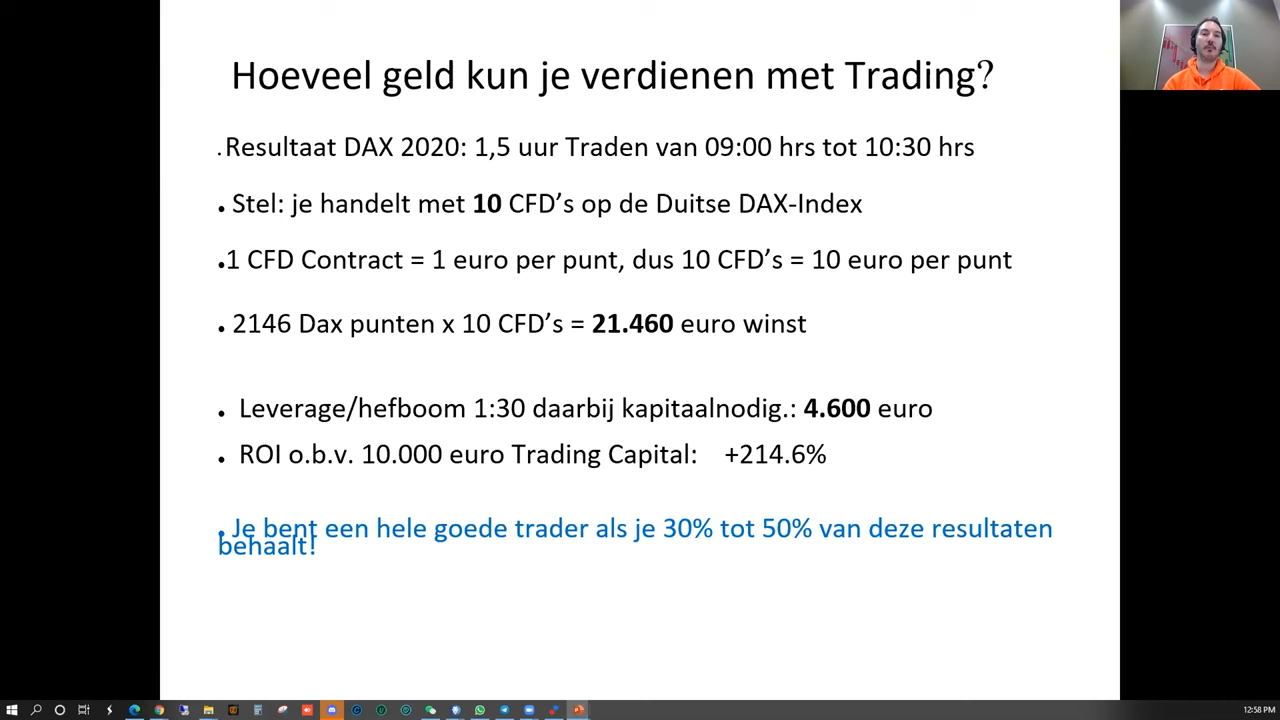 Hoeveel geld kun je verdienen met Trading?
. Resultaat DAX 2020: 1,5 uur Traden van 09:00 hrs tot 10:30 hrs
• Stel: je handelt met 10 CFD’s op de Duitse DAX-Index
•1 CFD Contract = 1 euro per punt, dus 10 CFD’s = 10 euro per punt
• 2146 Dax punten x 10 CFD’s = 21.460 euro winst
• Leverage/hefboom 1:30 daarbij kapitaalnodig.: 4.600 euro
• ROI o.b.v. 10.000 euro Trading Capital: +214.6%
• Je bent een hele goede trader als je 30% tot 50% van deze resultaten
behaalt!
12:58 PM